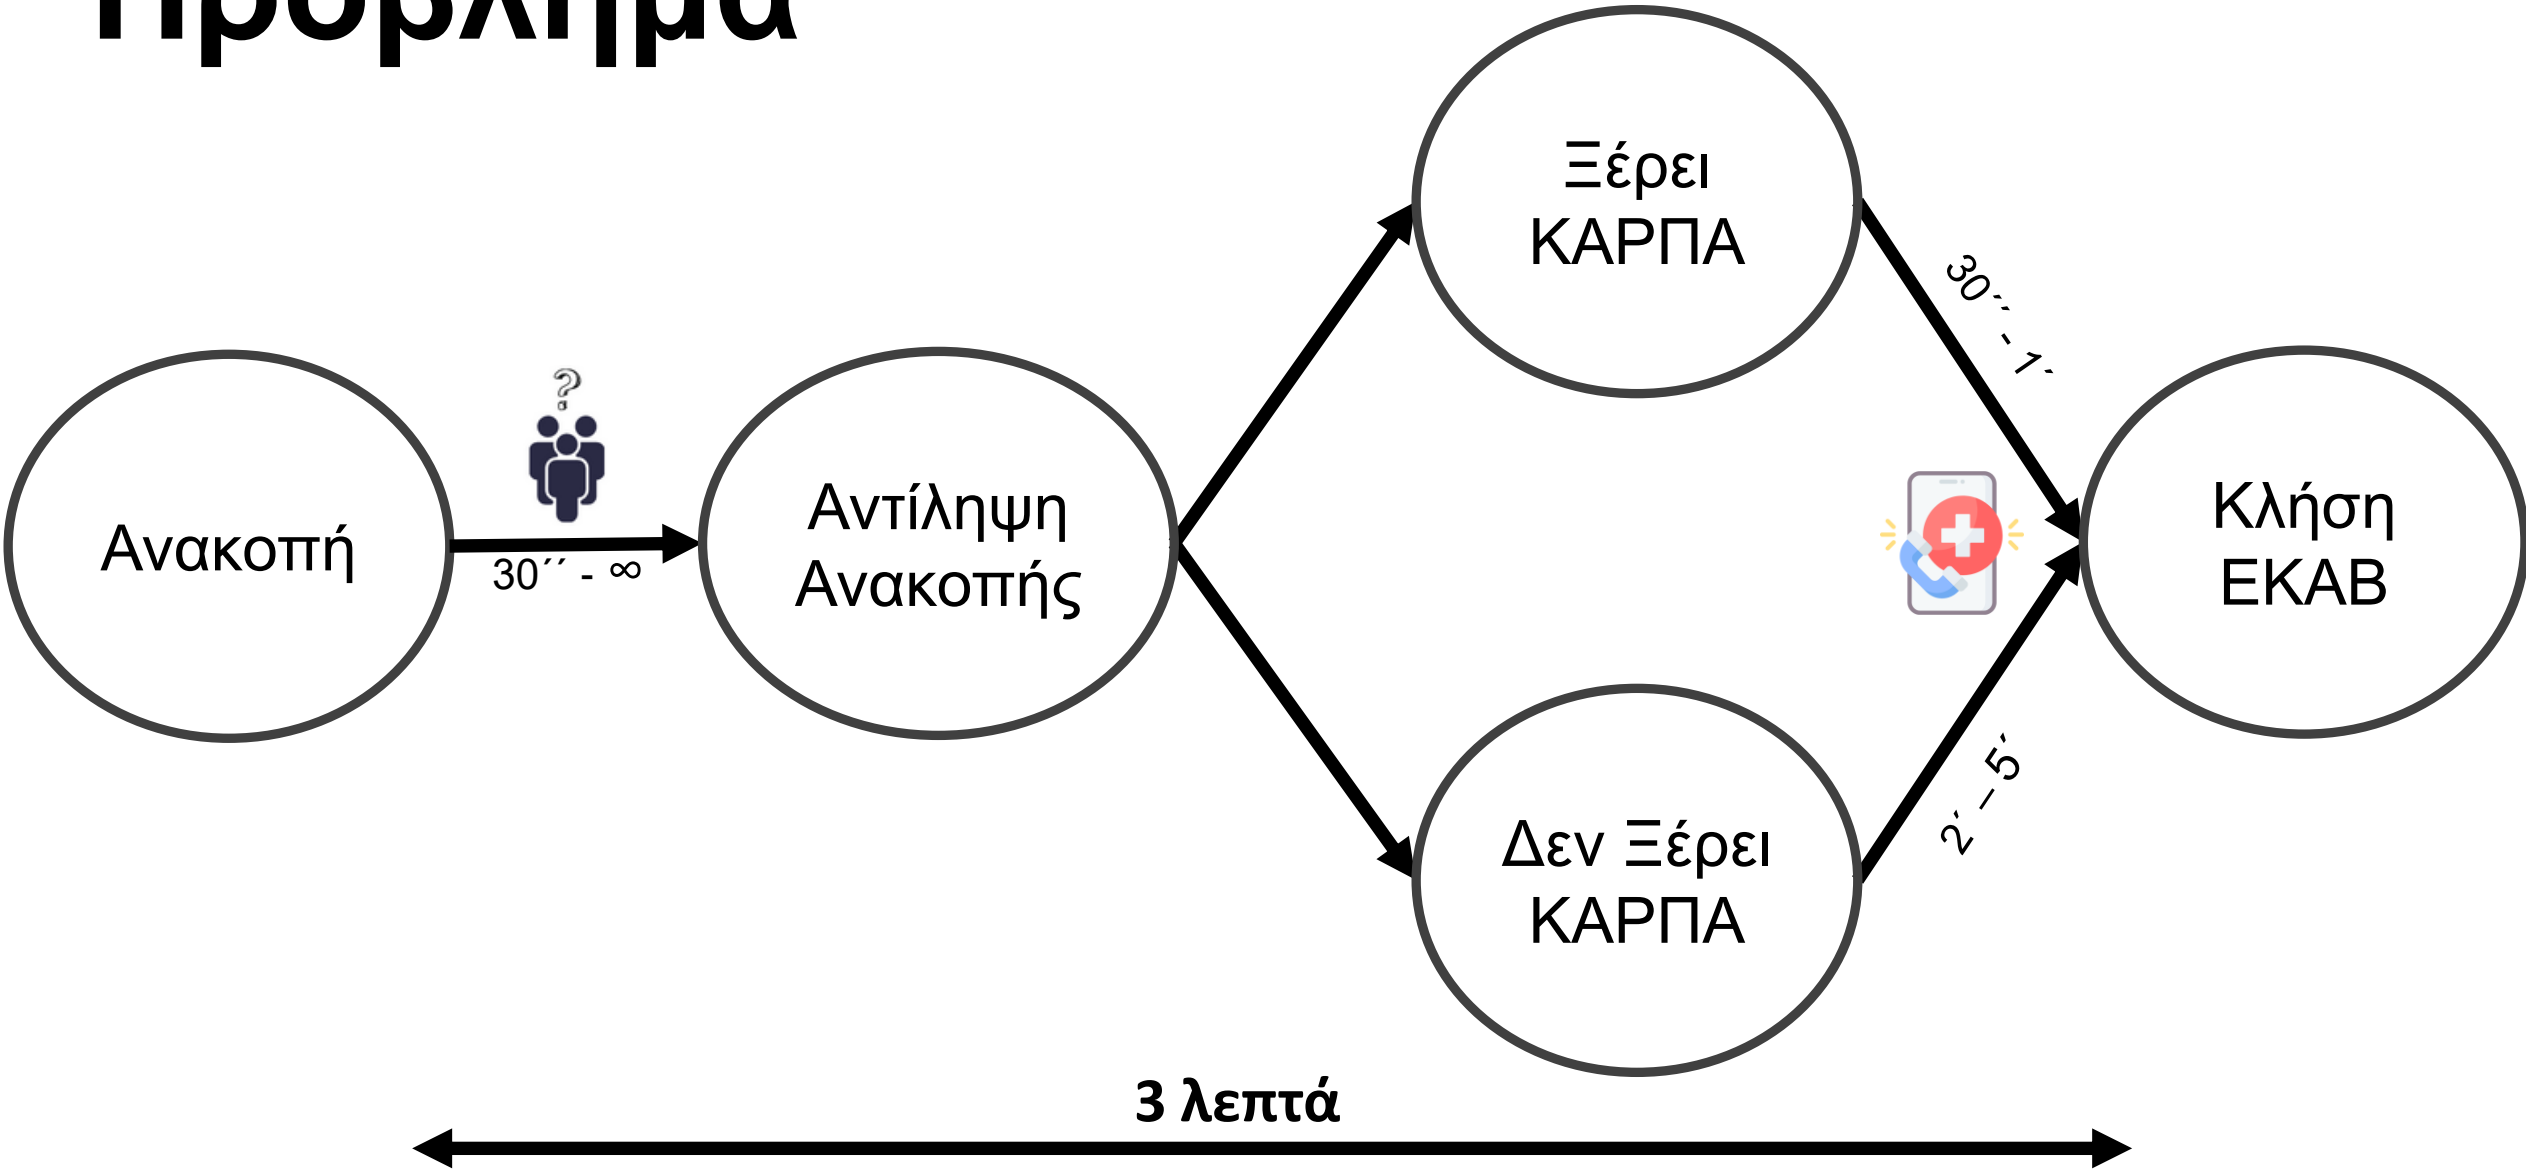 Πρόβλημα
Ανακοπή
?
30´´ - ∞
Αντίληψη
Ανακοπής
Ξέρει
ΚΑΡΠΑ
30´´ - 1´
Δεν Ξέρει
ΚΑΡΠΑ
2´ – 5´
Κλήση
ΕΚΑΒ
3 λεπτά